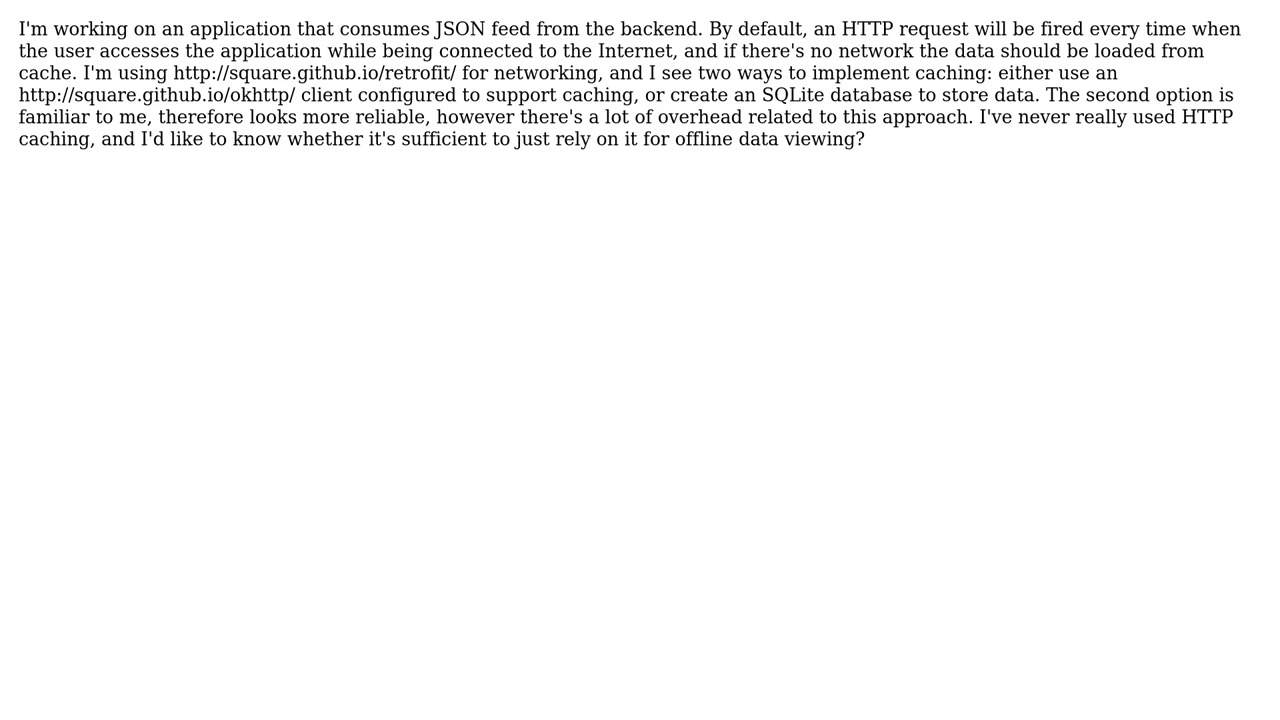 I'm working on an application that consumes JSON feed from the backend. By default, an HTTP request will be fired every time when
the user accesses the application while being connected to the Internet, and if there's no network the data should be loaded from
cache. I'm using http://square.github.io/retrofit/ for networking, and I see two ways to implement caching: either use an
http://square.github.io/okhttp/ client configured to support caching, or create an SQLite database to store data. The second option is
familiar to me, therefore looks more reliable, however there's a lot of overhead related to this approach. I've never really used HTTP
caching, and I'd like to know whether it's sufficient to just rely on it for offline data viewing?